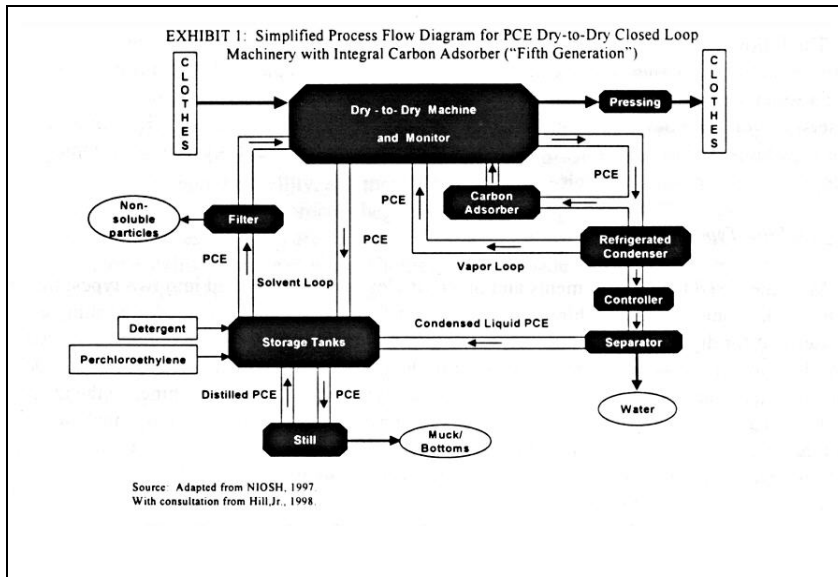 EXHIBIT 1: Simplified Process Flow Diagram for PCE Dry-to-Dry Closed Loop
Machinery with Integral Carbon Adsorber ("Fifth Generation")
CLOTHES
Dry - to- Dry Machine
and Monitor
Pressing
CLOTHES
PCE
PCE
Carbon
Adsorber
Non-
soluble
particles
Filter
PCE
Refrigerated
Condenser
PCE
Solvent Loop
Vapor Loop
Controller
Detergent
Storage Tanks
Condensed Liquid PCE
Separator
Perchloroethylene
Distilled PCE
PCE
Water
Still
Muck/
Bottoms
Source: Adapted from NIOSH, 1997.
With consultation from Hill,Jr., 1998.